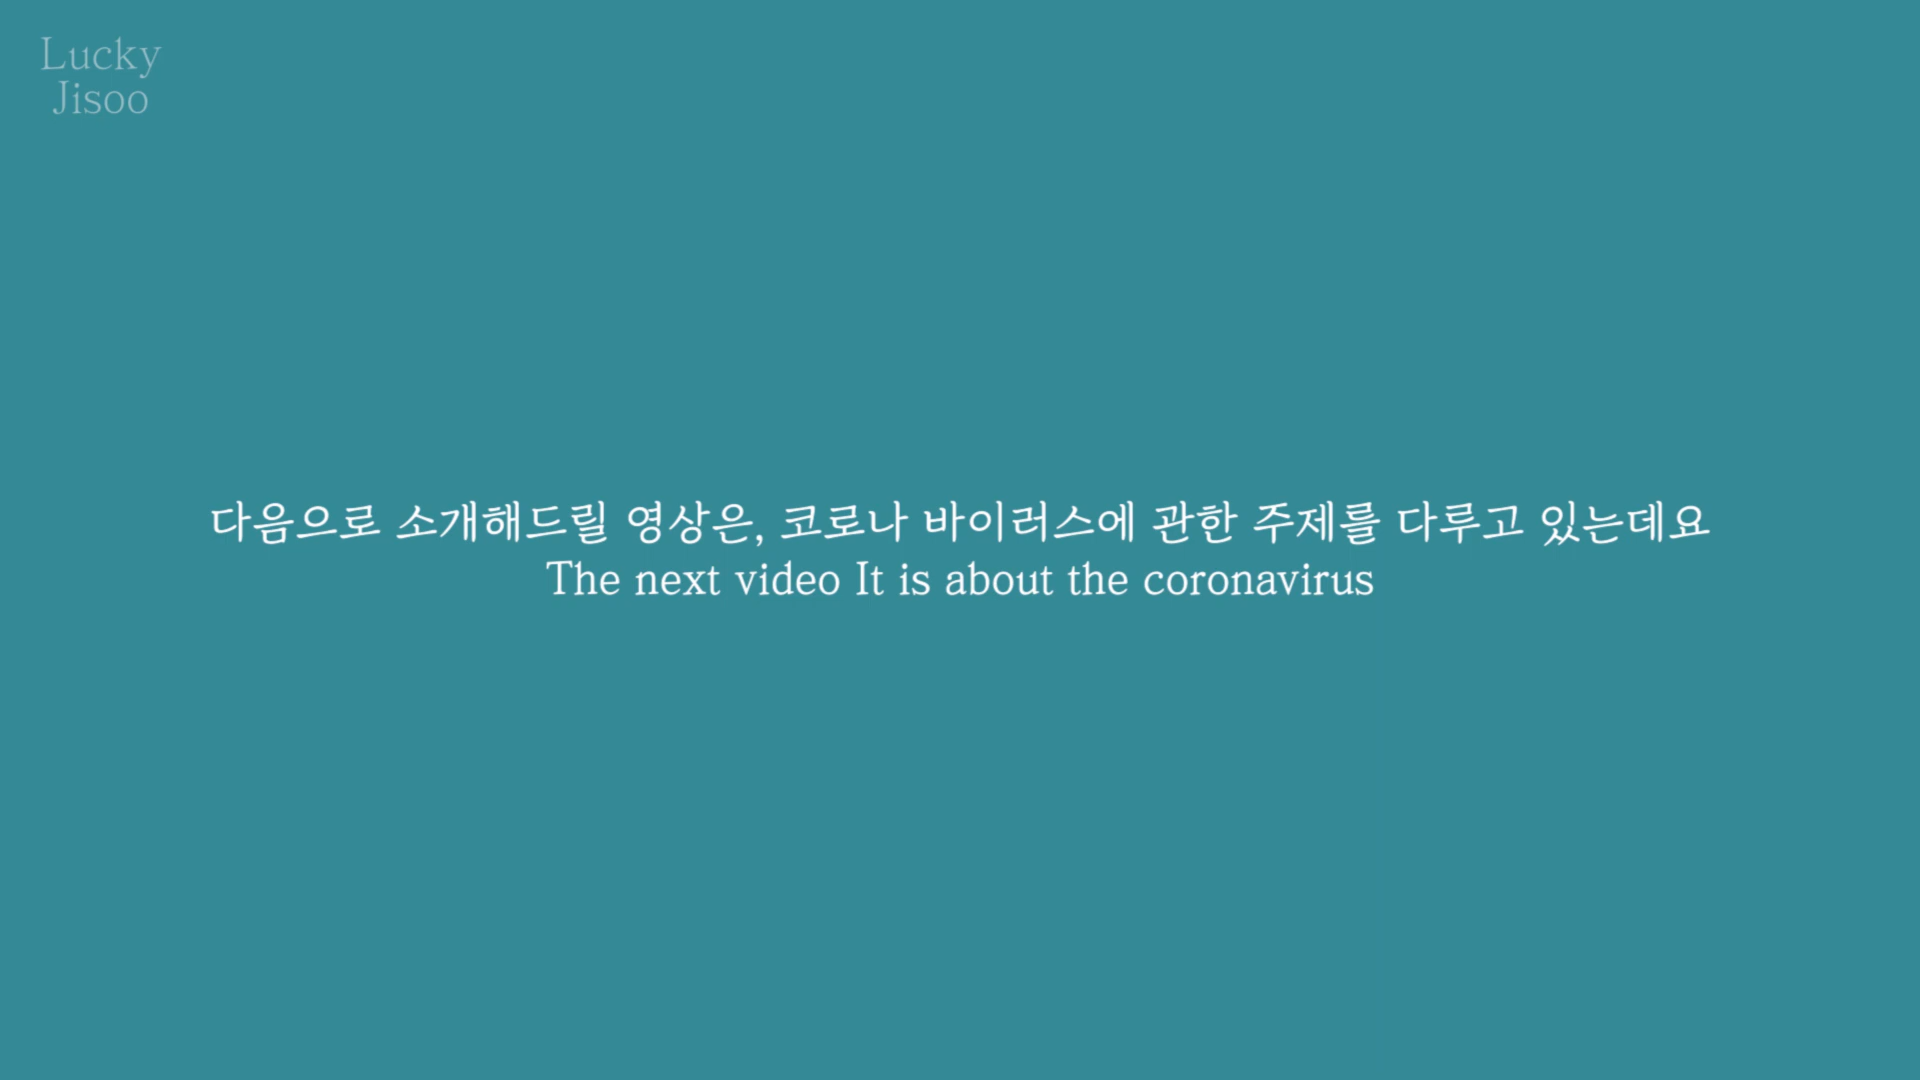 Lucky
Jisoo
다음으로 소개해드릴 영상은, 코로나 바이러스에 관한 주제를 다루고 있는데요
The next video It is about the coronavirus